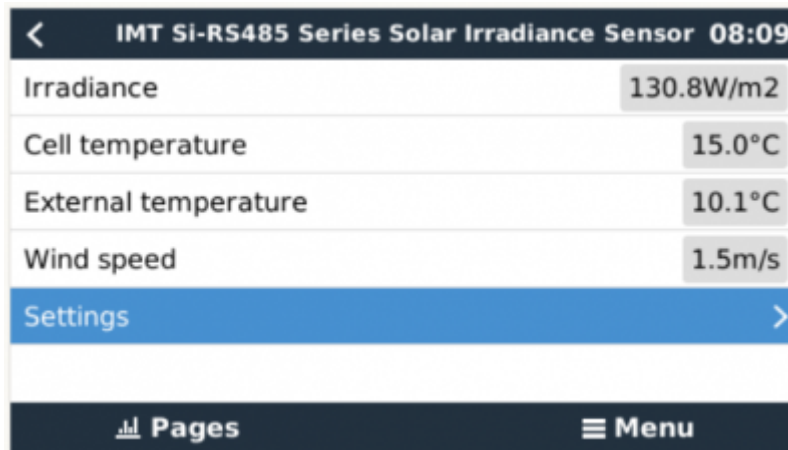 IMT Si-RS485 Series Solar Irradiance Sensor 08:09
Irradiance 130.8W/m2
Cell temperature 15.0°C
External temperature 10.1°C
Wind speed 1.5m/s
Settings
Pages Menu